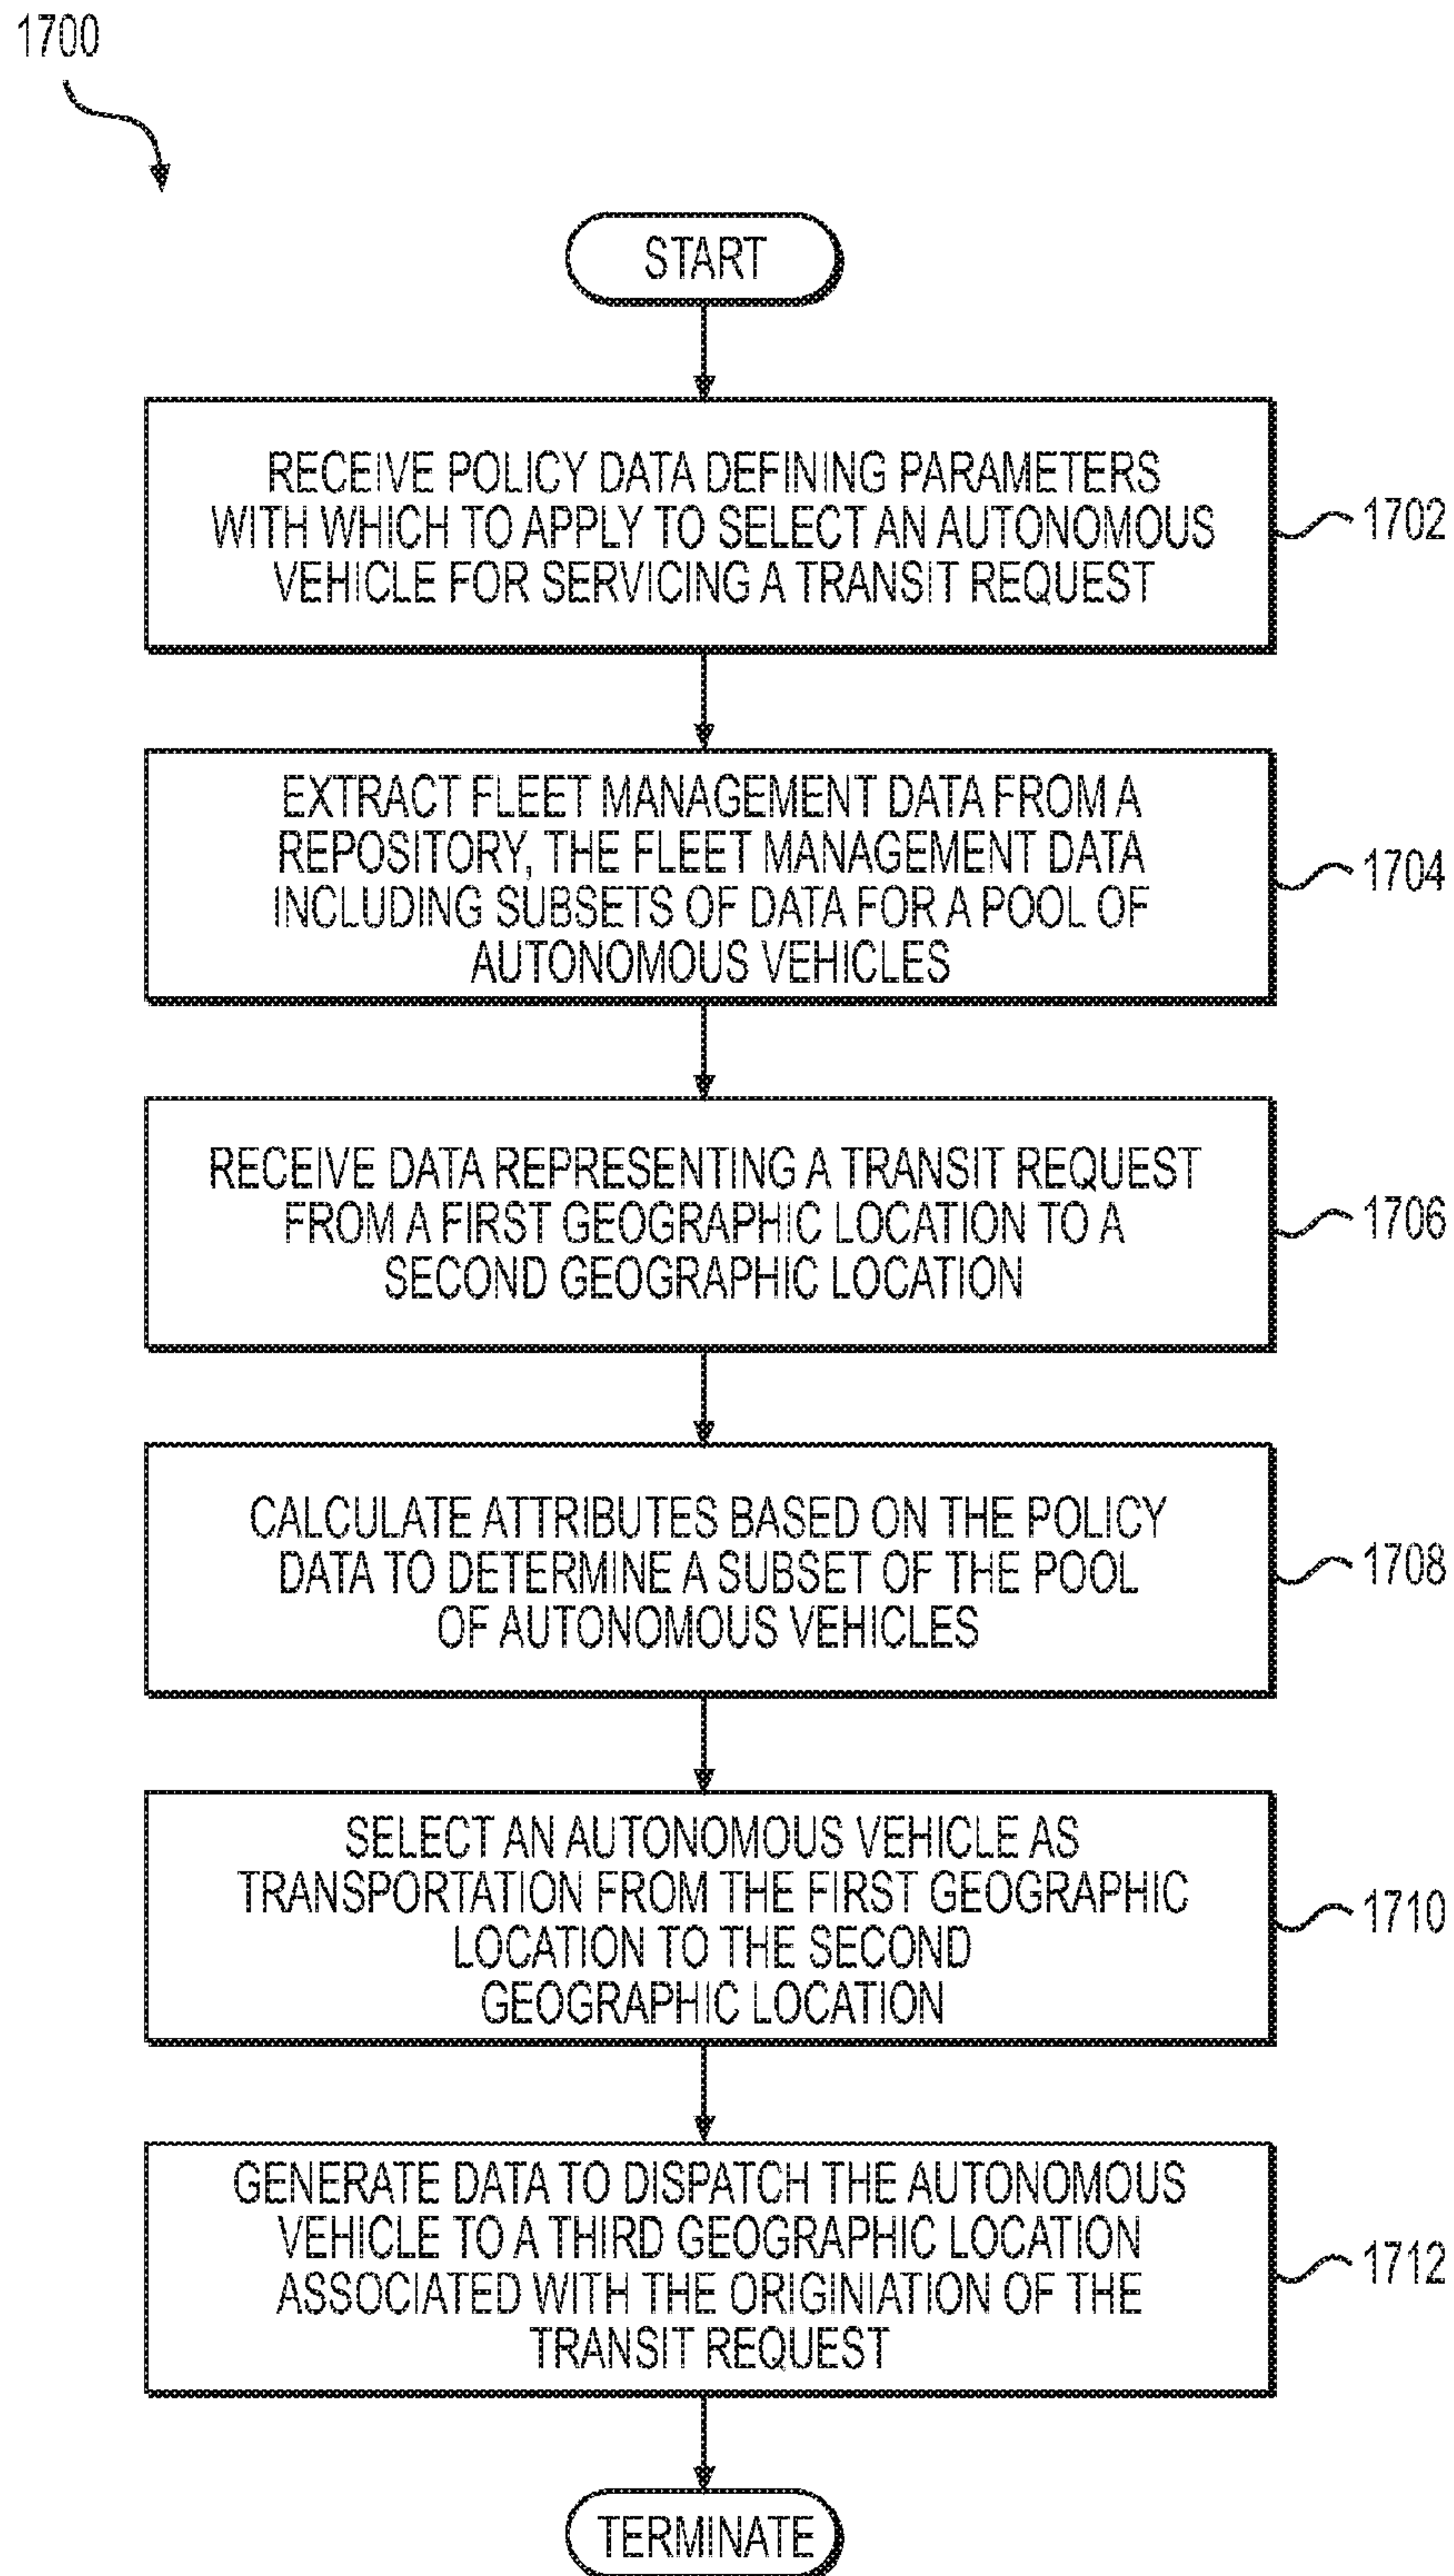 1700
START
RECEIVE POLICY DATA DEFINING PARAMETERS
WITH WHICH TO APPLY TO SELECT AN AUTONOMOUS
VEHICLE FOR SERVICING A TRANSIT REQUEST
1702
EXTRACT FLEET MANAGEMENT DATA FROM A
REPOSITORY, THE FLEET MANAGEMENT DATA
INCLUDING SUBSETS OF DATA FOR A POOL OF
AUTONOMOUS VEHICLES
1704
RECEIVE DATA REPRESENTING A TRANSIT REQUEST
FROM A FIRST GEOGRAPHIC LOCATION TO A
SECOND GEOGRAPHIC LOCATION
1706
CALCULATE ATTRIBUTES BASED ON THE POLICY
DATA TO DETERMINE A SUBSET OF THE POOL
OF AUTONOMOUS VEHICLES
1708
SELECT AN AUTONOMOUS VEHICLE AS
TRANSPORTATION FROM THE FIRST GEOGRAPHIC
LOCATION TO THE SECOND
GEOGRAPHIC LOCATION
1710
GENERATE DATA TO DISPATCH THE AUTONOMOUS
VEHICLE TO A THIRD GEOGRAPHIC LOCATION
ASSOCIATED WITH THE ORIGINIATION OF THE
TRANSIT REQUEST
1712
TERMINATE